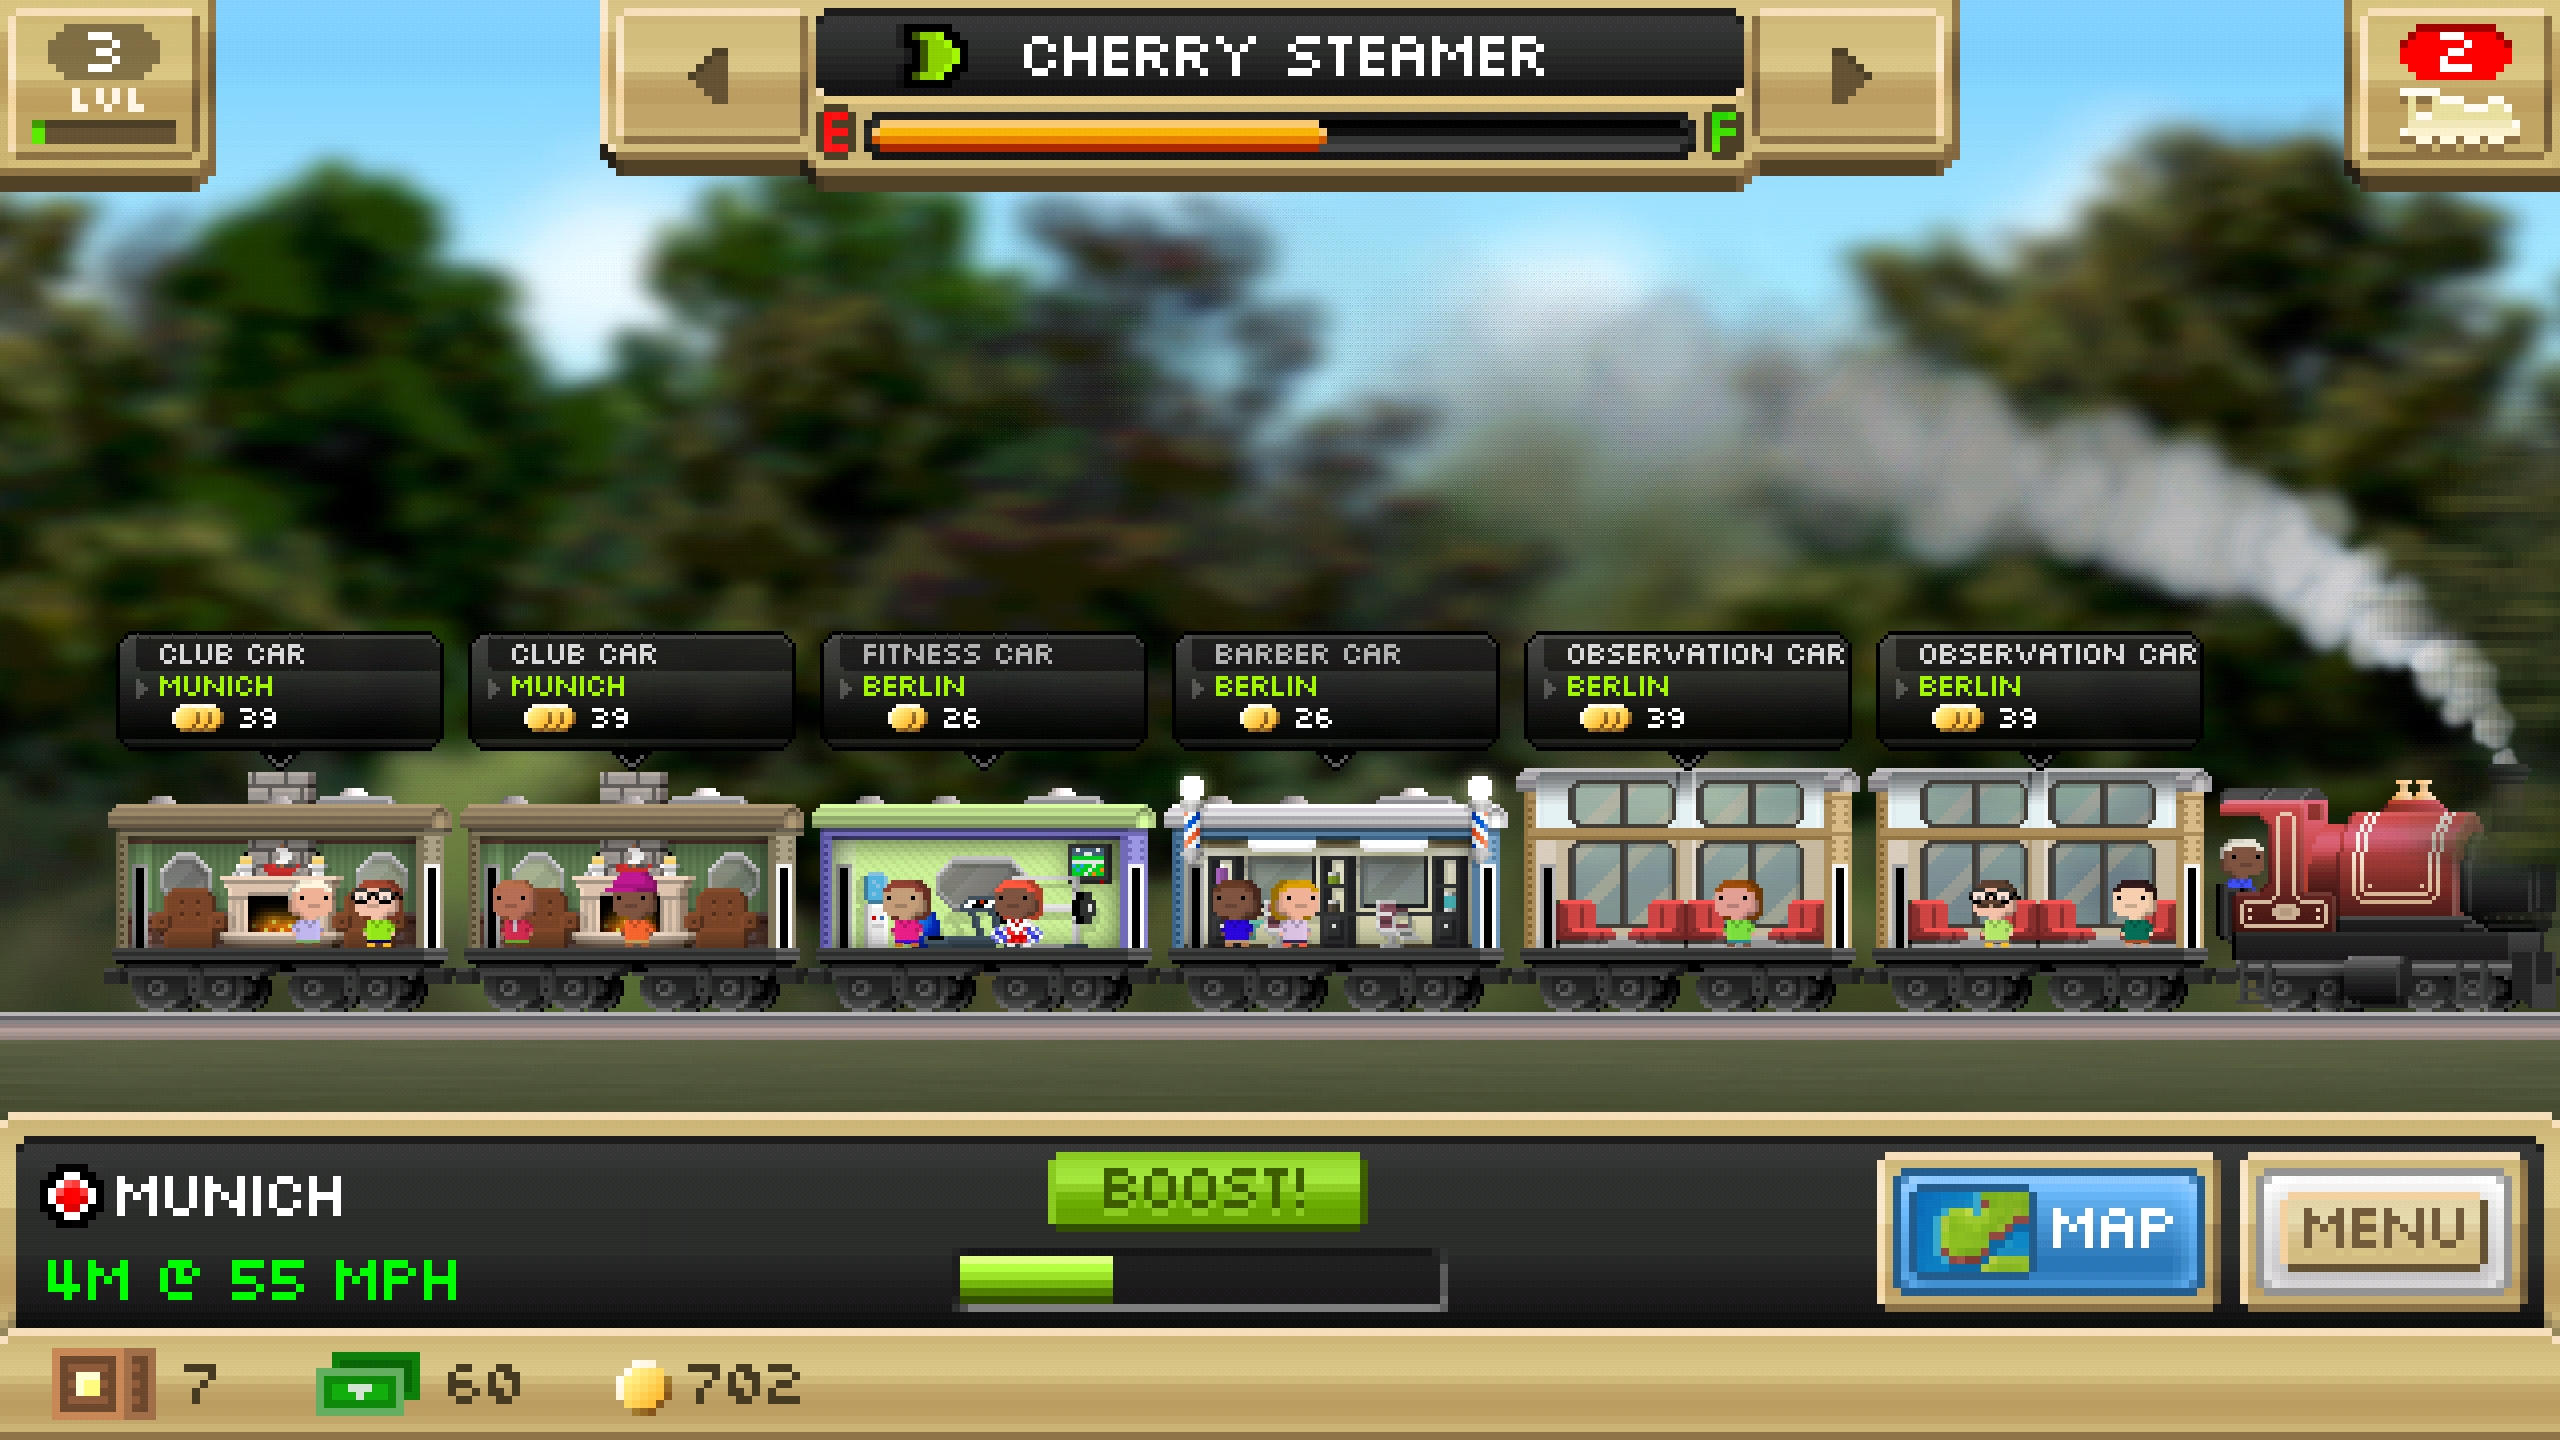 3
LVL
CHERRY STEAMER
E F
2
CLUB CAR
MUNICH
39
CLUB CAR
MUNICH
39
FITNESS CAR
BERLIN
26
BARBER CAR
BERLIN
26
OBSERVATION CAR
BERLIN
39
OBSERVATION CAR
BERLIN
39
MUNICH
4M @ 55 MPH
BOOST!
MAP
MENU
7 60 702